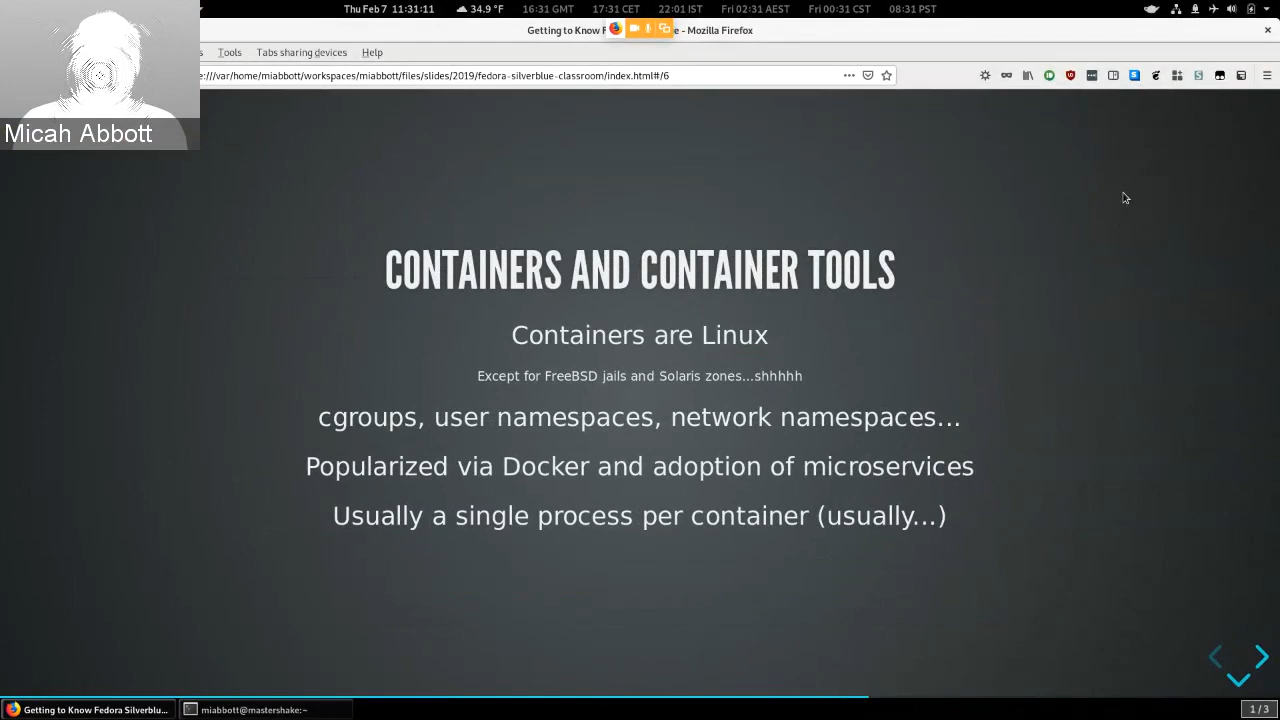 Thu Feb 7 11:31:11
34.9 °F
16:31 GMT
17:31 CET
22:01 IST
Fri 02:31 AEST
Fri 00:31 CST
08:31 PST
Getting to Know F
e - Mozilla Firefox
Tools
Tabs sharing devices
Help
e:///var/home/miabbott/workspaces/miabbott/files/slides/2019/fedora-silverblue-classroom/index.html#/6
Micah Abbott
CONTAINERS AND CONTAINER TOOLS
Containers are Linux
Except for FreeBSD jails and Solaris zones...shhhhh
cgroups, user namespaces, network namespaces...
Popularized via Docker and adoption of microservices
Usually a single process per container (usually...)
Getting to Know Fedora Silverblu...
miabbott@mastershake:~
1 / 3